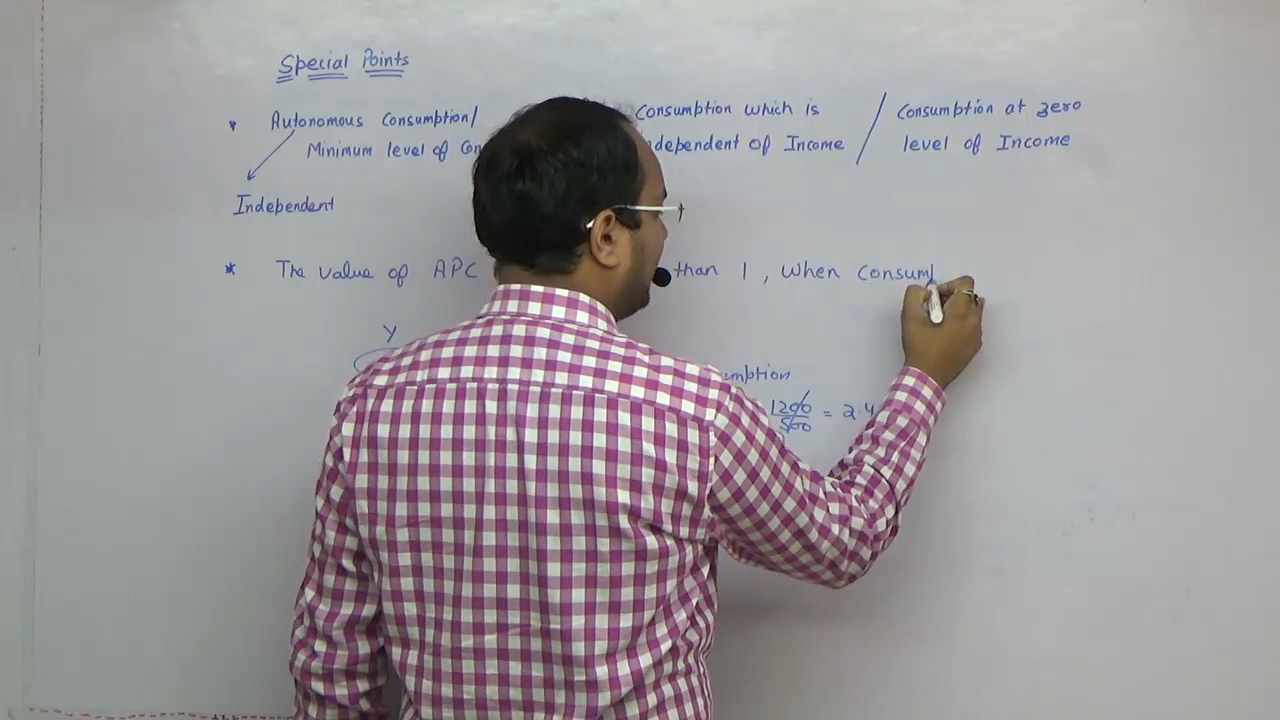 Special Points
* Autonomous Consumption/ Consumption which is / Consumption at zero
Minimum level of Con independent of Income level of Income
Independent
* The value of APC than 1, when consum
Y
umption
1200/500 = 2.4